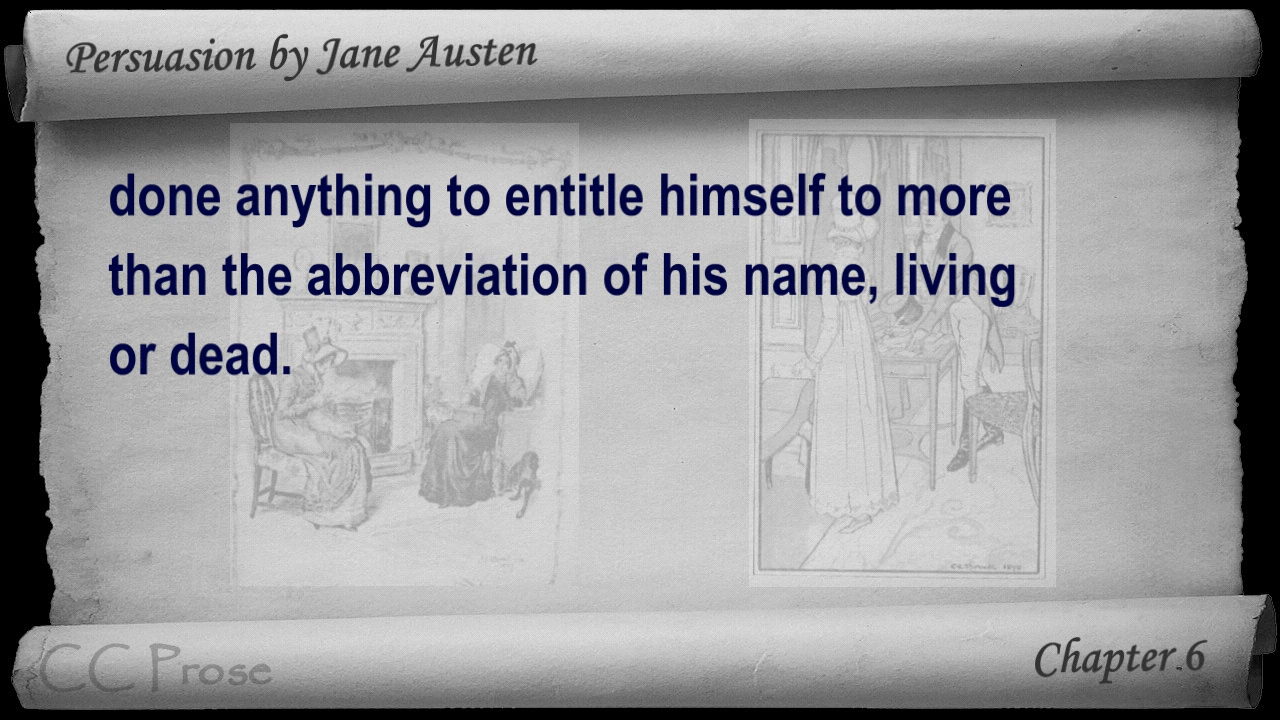 Persuasion by Jane Austen
done anything to entitle himself to more
than the abbreviation of his name, living
or dead.
CC Prose
Chapter 6